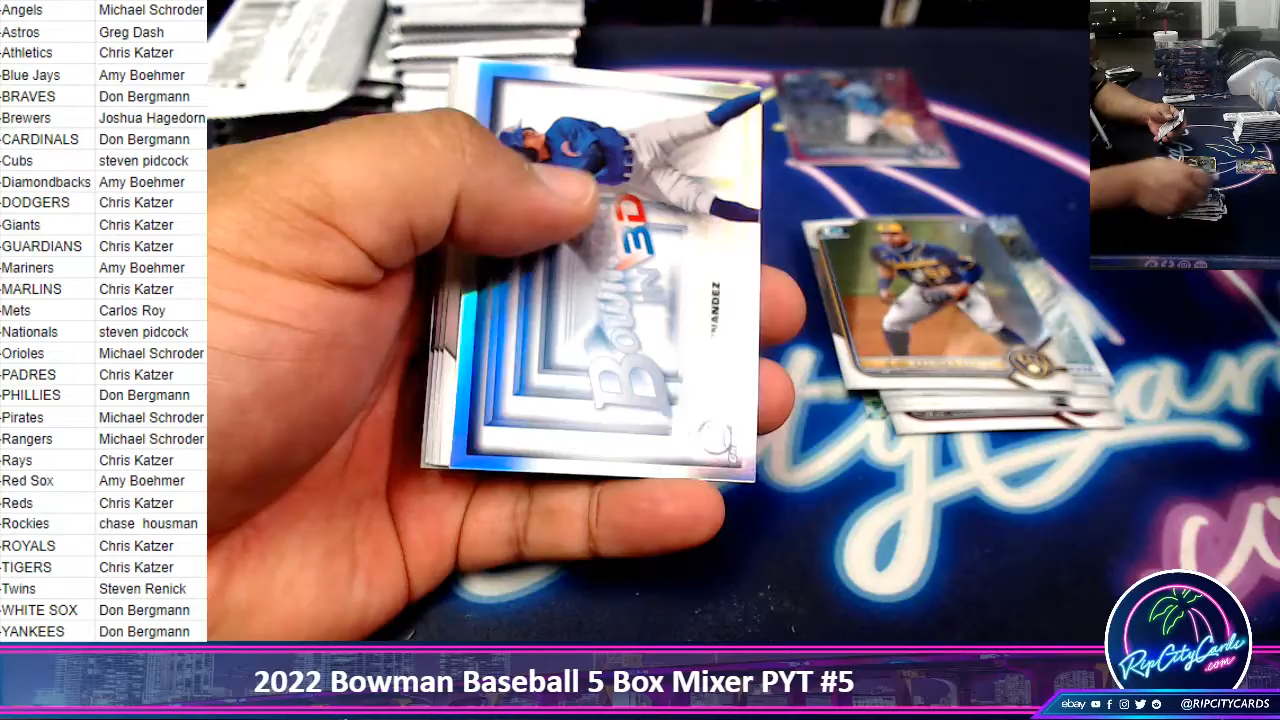 -Angels Michael Schroder
-Astros Greg Dash
-Athletics Chris Katzer
-Blue Jays Amy Boehmer
-BRAVES Don Bergmann
-Brewers Joshua Hagedorn
-CARDINALS Don Bergmann
-Cubs steven pidcock
-Diamondbacks Amy Boehmer
-DODGERS Chris Katzer
-Giants Chris Katzer
-GUARDIANS Chris Katzer
-Mariners Amy Boehmer
-MARLINS Chris Katzer
-Mets Carlos Roy
-Nationals steven pidcock
-Orioles Michael Schroder
-PADRES Chris Katzer
-PHILLIES Don Bergmann
-Pirates Michael Schroder
-Rangers Michael Schroder
-Rays Chris Katzer
-Red Sox Amy Boehmer
-Reds Chris Katzer
-Rockies chase housman
-ROYALS Chris Katzer
-TIGERS Chris Katzer
-Twins Steven Renick
-WHITE SOX Don Bergmann
-YANKEES Don Bergmann
2022 Bowman Baseball 5 Box Mixer PYT #5
RipCityCards
.com
ebay @RIPCITYCARDS